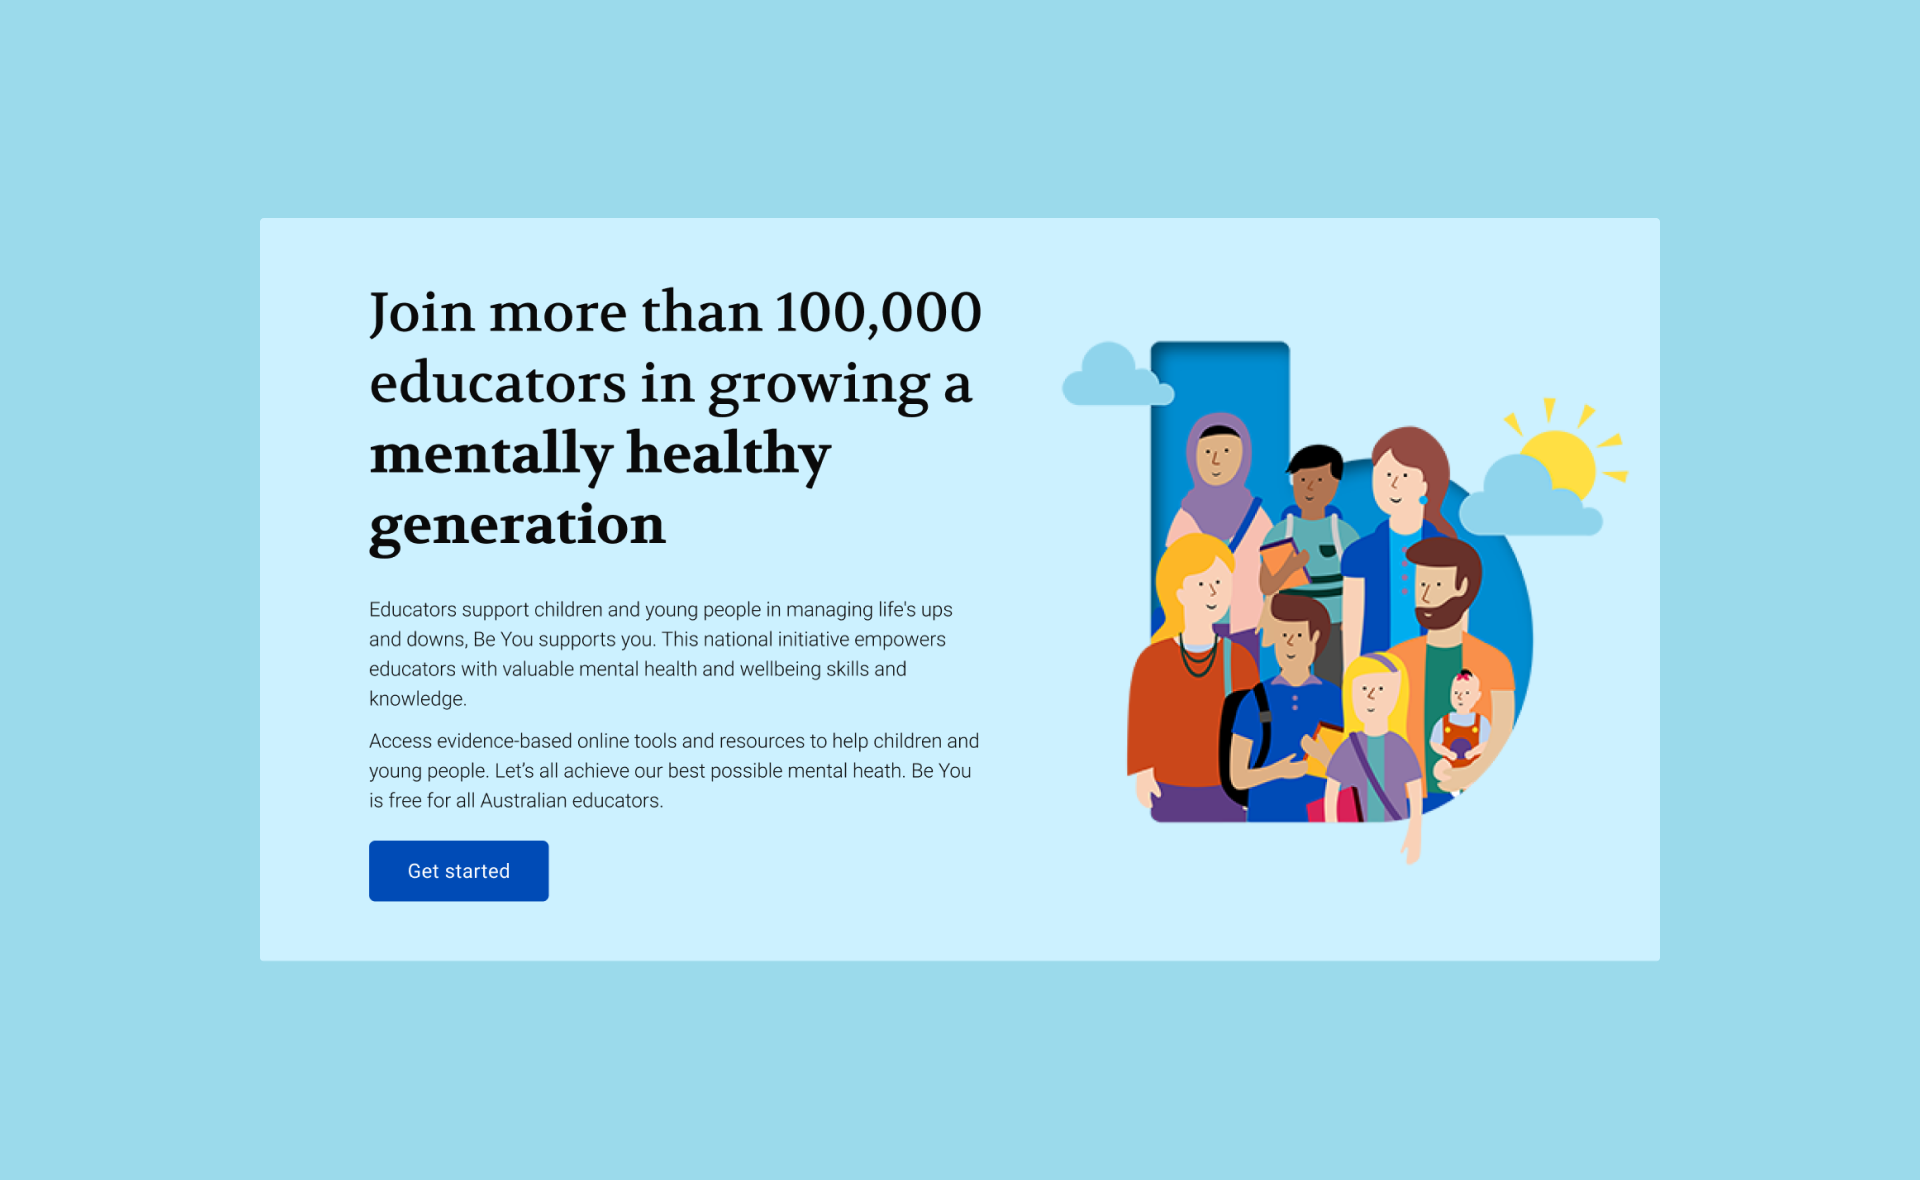 Join more than 100,000
educators in growing a
mentally healthy
generation
Educators support children and young people in managing life's ups
and downs, Be You supports you. This national initiative empowers
educators with valuable mental health and wellbeing skills and
knowledge.
Access evidence-based online tools and resources to help children and
young people. Let’s all achieve our best possible mental heath. Be You
is free for all Australian educators.
Get started